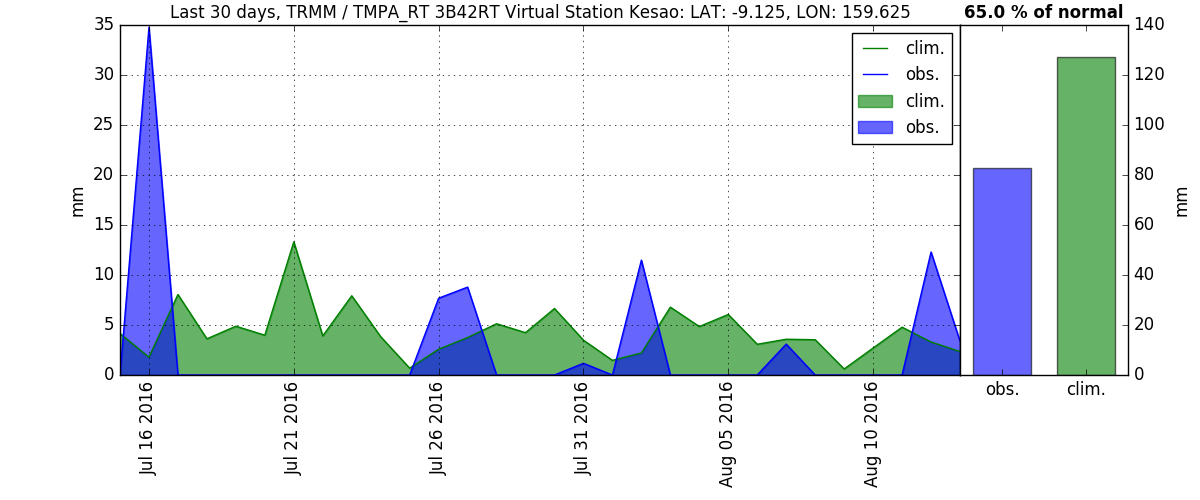 Last 30 days, TRMM / TMPA_RT 3B42RT Virtual Station Kesao: LAT: -9.125, LON: 159.625
65.0 % of normal
35
30
25
20
15
10
5
0
mm
clim.
obs.
clim.
obs.
Jul 16 2016
Jul 21 2016
Jul 26 2016
Jul 31 2016
Aug 05 2016
Aug 10 2016
140
120
100
80
60
40
20
0
mm
obs.
clim.